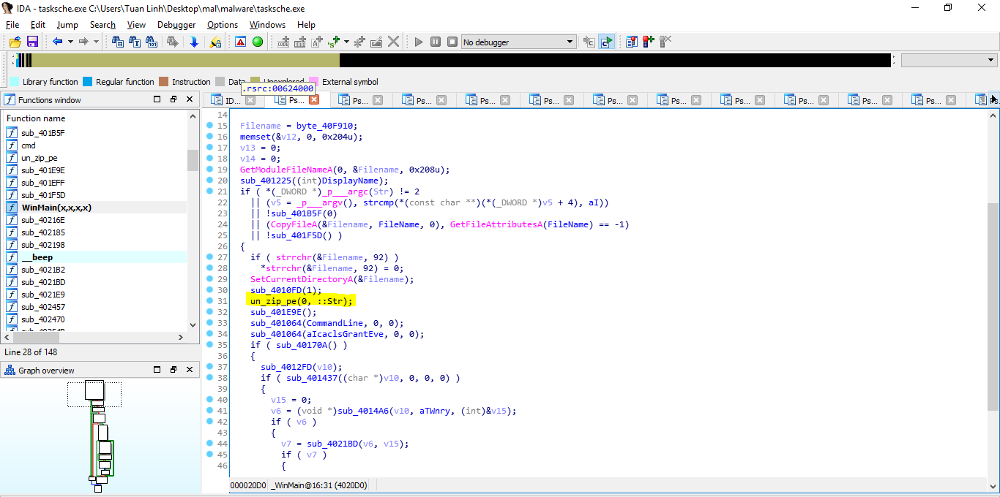 IDA - tasksche.exe C:\Users\Tuan Linh\Desktop\mal\malware\tasksche.exe
File Edit Jump Search View Debugger Options Windows Help
No debugger
Library function Regular function Instruction Data Unexplored External symbol
.rsrc:00624000
Functions window
ID... Ps... Ps... Ps... Ps... Ps... Ps... Ps... Ps... Ps... Ps... Ps...
Function name
sub_401B5F
cmd
un_zip_pe
sub_401E9E
sub_401EFF
sub_401F5D
WinMain(x,x,x,x)
sub_40216E
sub_402185
sub_402198
__beep
sub_4021B2
sub_4021BD
sub_4021E9
sub_402457
sub_402470
Line 28 of 148
Graph overview
14
15 Filename = byte_40F910;
16 memset(&v12, 0, 0x204u);
17 v13 = 0;
18 v14 = 0;
19 GetModuleFileNameA(0, &Filename, 0x208u);
20 sub_401225((int)DisplayName);
21 if ( *(_DWORD *)_p___argc(Str) != 2
22 || (v5 = _p___argv(), strcmp(*(const char **)(*(_DWORD *)v5 + 4), aI))
23 || !sub_401B5F(0)
24 || (CopyFileA(&Filename, FileName, 0), GetFileAttributesA(FileName) == -1)
25 || !sub_401F5D() )
26 {
27 if ( strrchr(&Filename, 92) )
28 *strrchr(&Filename, 92) = 0;
29 SetCurrentDirectoryA(&Filename);
30 sub_4010FD(1);
31 un_zip_pe(0, ::Str);
32 sub_401E9E();
33 sub_401064(CommandLine, 0, 0);
34 sub_401064(aIcaclsGrantEve, 0, 0);
35 if ( sub_40170A() )
36 {
37 sub_4012FD(v10);
38 if ( sub_401437((char *)v10, 0, 0, 0) )
39 {
40 v15 = 0;
41 v6 = (void *)sub_4014A6(v10, aTWnry, (int)&v15);
42 if ( v6 )
43 {
44 v7 = sub_4021BD(v6, v15);
45 if ( v7 )
46 {
000020D0 _WinMain@16:31 (4020D0)